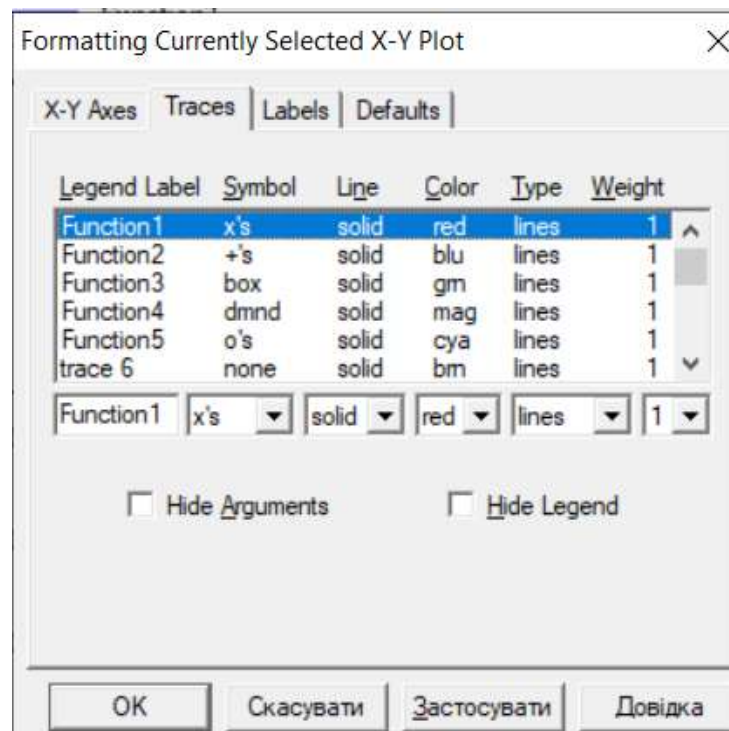 Formatting Currently Selected X-Y Plot
X-Y Axes Traces Labels Defaults
Legend Label Symbol Line Color Type Weight
Function1 x's solid red lines 1
Function2 +'s solid blu lines 1
Function3 box solid grn lines 1
Function4 dmnd solid mag lines 1
Function5 o's solid cya lines 1
trace 6 none solid brn lines 1
Function1 x's solid red lines 1
Hide Arguments Hide Legend
OK Скасувати Застосувати Довідка